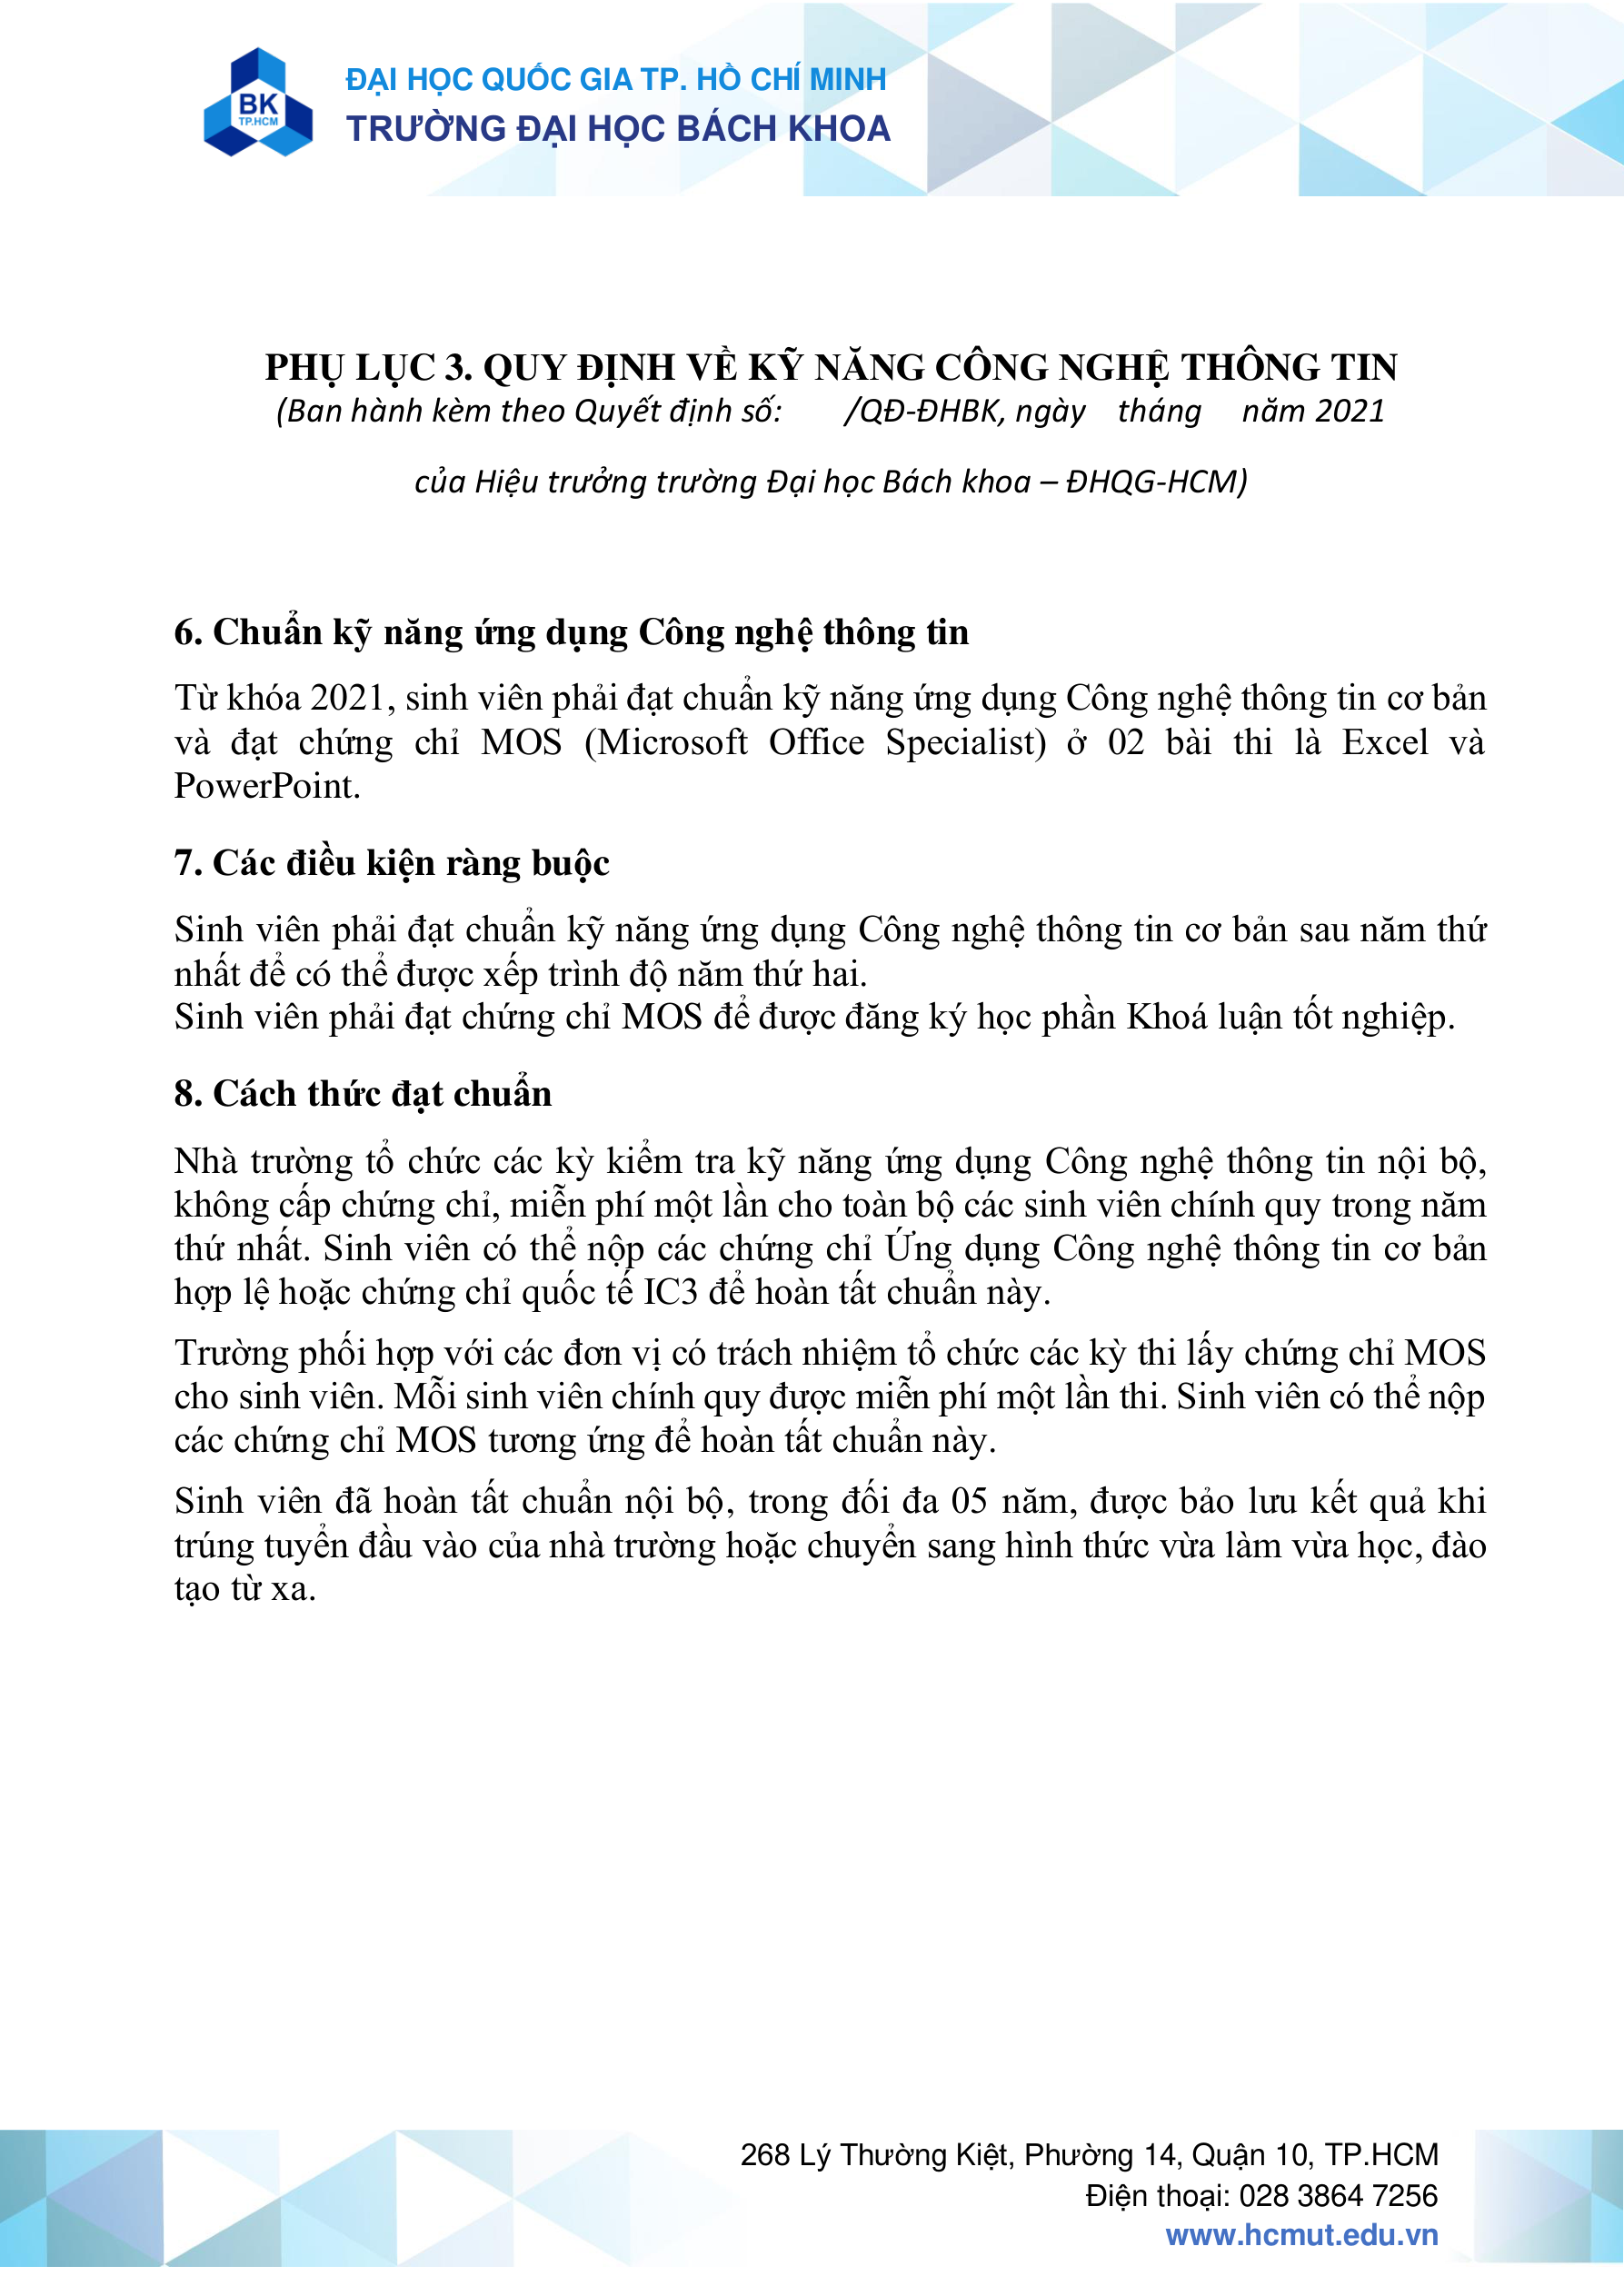 BK
TP.HCM
ĐẠI HỌC QUỐC GIA TP. HỒ CHÍ MINH
TRƯỜNG ĐẠI HỌC BÁCH KHOA
PHỤ LỤC 3. QUY ĐỊNH VỀ KỸ NĂNG CÔNG NGHỆ THÔNG TIN
(Ban hành kèm theo Quyết định số: /QĐ-ĐHBK, ngày tháng năm 2021
của Hiệu trưởng trường Đại học Bách khoa – ĐHQG-HCM)
6. Chuẩn kỹ năng ứng dụng Công nghệ thông tin
Từ khóa 2021, sinh viên phải đạt chuẩn kỹ năng ứng dụng Công nghệ thông tin cơ bản
và đạt chứng chỉ MOS (Microsoft Office Specialist) ở 02 bài thi là Excel và
PowerPoint.
7. Các điều kiện ràng buộc
Sinh viên phải đạt chuẩn kỹ năng ứng dụng Công nghệ thông tin cơ bản sau năm thứ
nhất để có thể được xếp trình độ năm thứ hai.
Sinh viên phải đạt chứng chỉ MOS để được đăng ký học phần Khoá luận tốt nghiệp.
8. Cách thức đạt chuẩn
Nhà trường tổ chức các kỳ kiểm tra kỹ năng ứng dụng Công nghệ thông tin nội bộ,
không cấp chứng chỉ, miễn phí một lần cho toàn bộ các sinh viên chính quy trong năm
thứ nhất. Sinh viên có thể nộp các chứng chỉ Ứng dụng Công nghệ thông tin cơ bản
hợp lệ hoặc chứng chỉ quốc tế IC3 để hoàn tất chuẩn này.
Trường phối hợp với các đơn vị có trách nhiệm tổ chức các kỳ thi lấy chứng chỉ MOS
cho sinh viên. Mỗi sinh viên chính quy được miễn phí một lần thi. Sinh viên có thể nộp
các chứng chỉ MOS tương ứng để hoàn tất chuẩn này.
Sinh viên đã hoàn tất chuẩn nội bộ, trong đối đa 05 năm, được bảo lưu kết quả khi
trúng tuyển đầu vào của nhà trường hoặc chuyển sang hình thức vừa làm vừa học, đào
tạo từ xa.
268 Lý Thường Kiệt, Phường 14, Quận 10, TP.HCM
Điện thoại: 028 3864 7256
www.hcmut.edu.vn